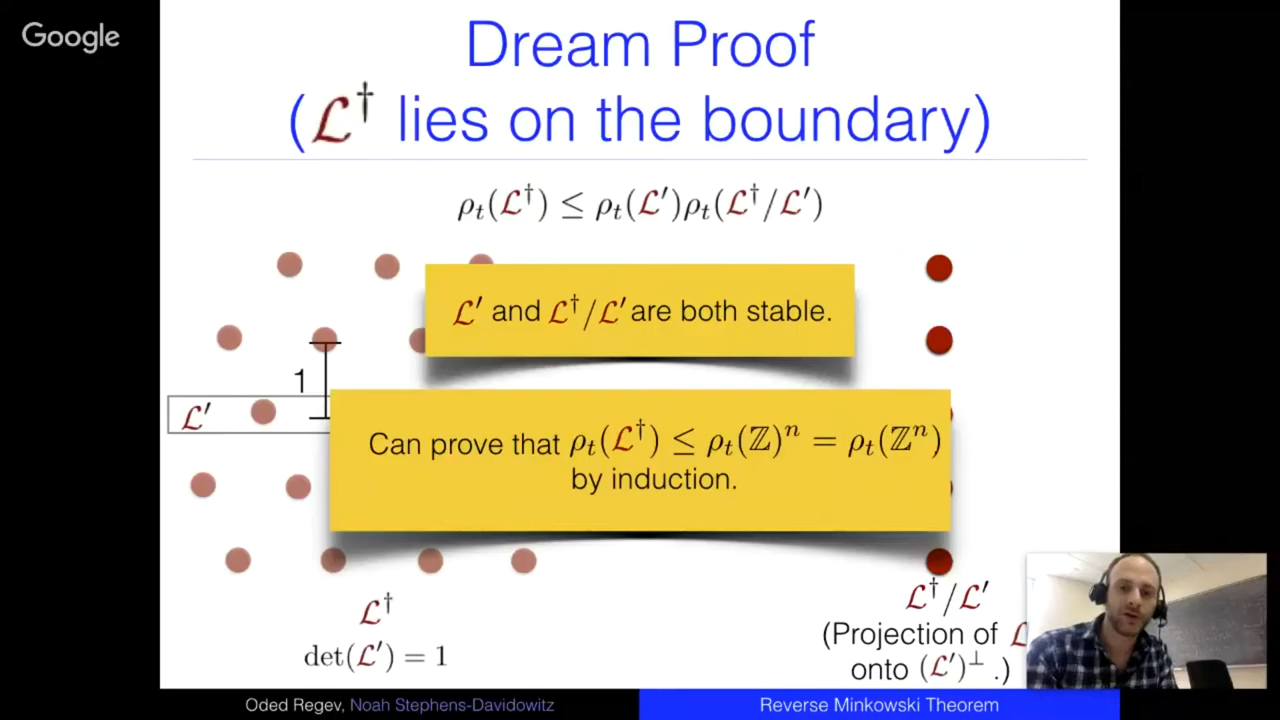 Google
Dream Proof
(ℒ† lies on the boundary)
ρₜ(ℒ†) ≤ ρₜ(ℒ′)ρₜ(ℒ†/ℒ′)
ℒ′ and ℒ†/ℒ′ are both stable.
1
ℒ′
Can prove that ρₜ(ℒ†) ≤ ρₜ(ℤ)ⁿ = ρₜ(ℤⁿ)
by induction.
ℒ†
det(ℒ′) = 1
ℒ†/ℒ′
(Projection of ℒ
onto (ℒ′)⊥ .)
Oded Regev, Noah Stephens-Davidowitz
Reverse Minkowski Theorem